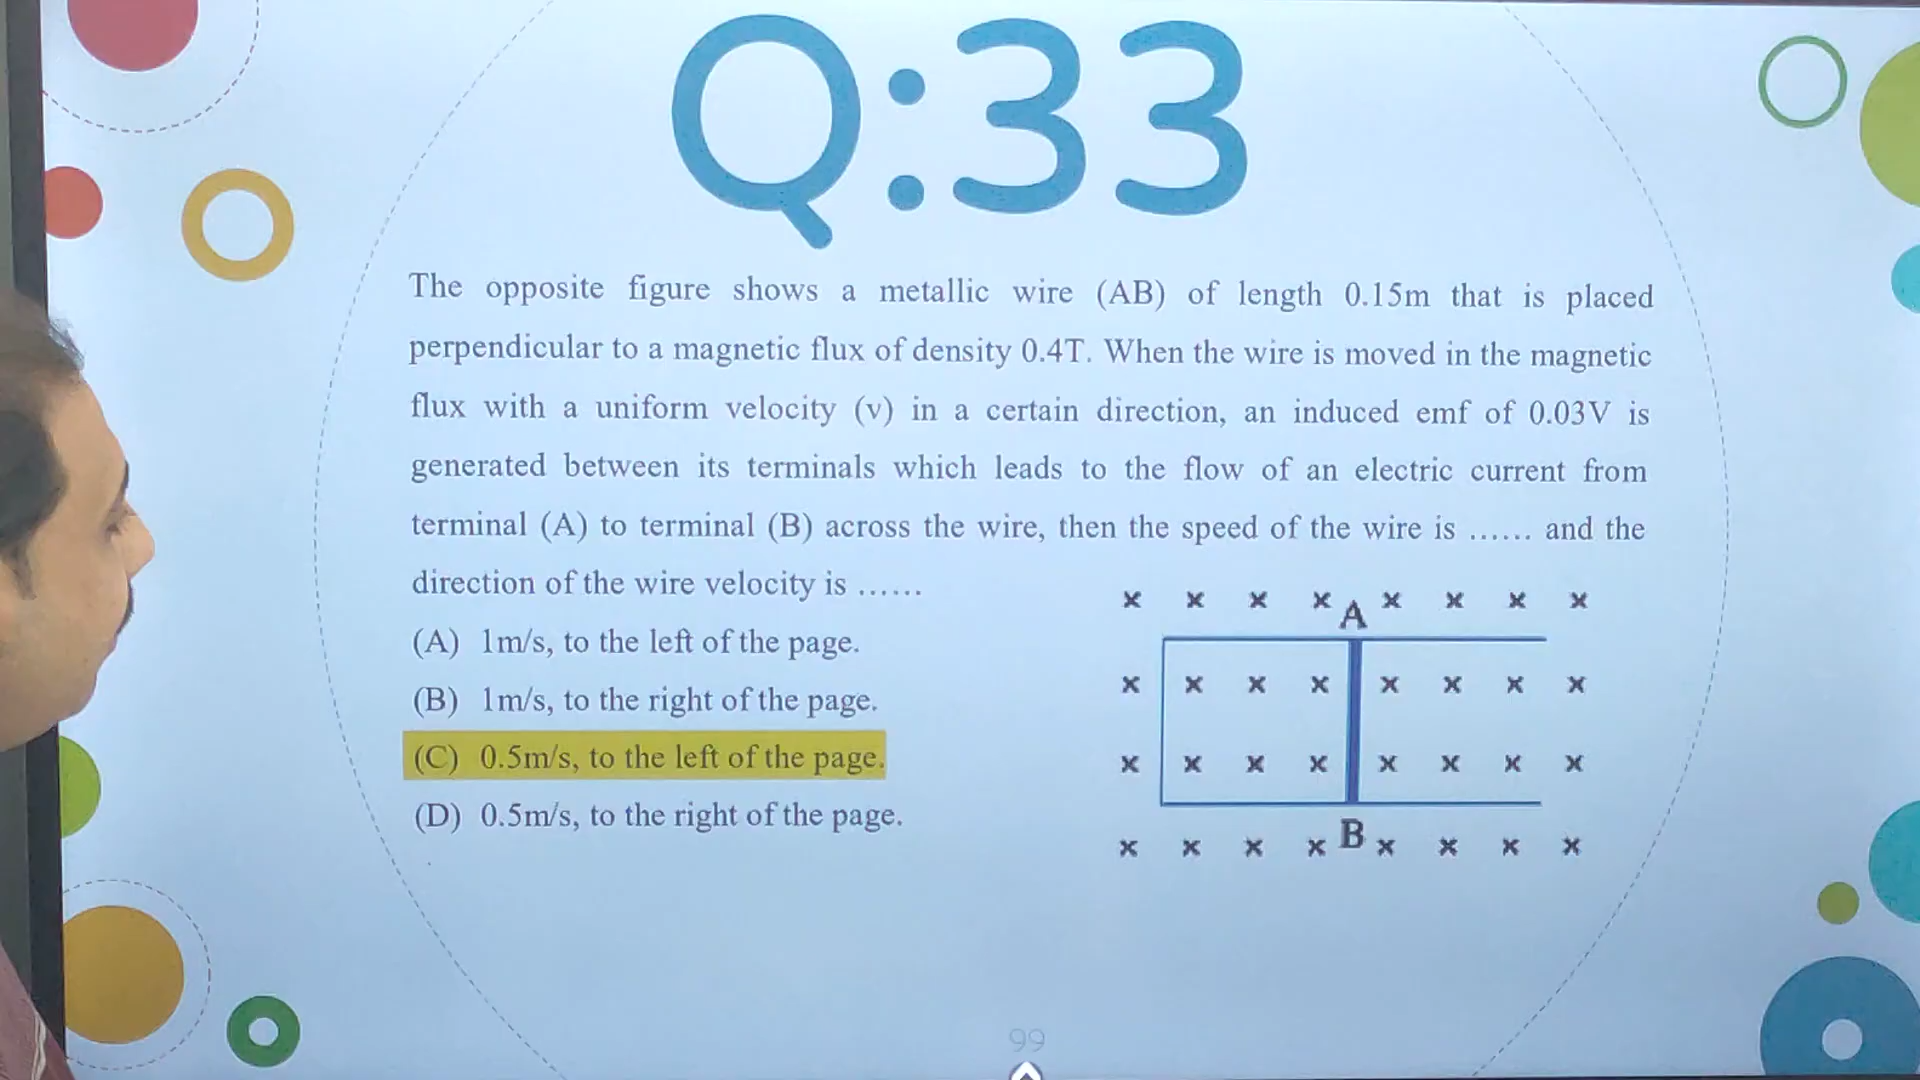 Q:33
The opposite figure shows a metallic wire (AB) of length 0.15m that is placed
perpendicular to a magnetic flux of density 0.4T. When the wire is moved in the magnetic
flux with a uniform velocity (v) in a certain direction, an induced emf of 0.03V is
generated between its terminals which leads to the flow of an electric current from
terminal (A) to terminal (B) across the wire, then the speed of the wire is ...... and the
direction of the wire velocity is ......
(A) 1m/s, to the left of the page.
(B) 1m/s, to the right of the page.
(C) 0.5m/s, to the left of the page.
(D) 0.5m/s, to the right of the page.
× × × × A × × × ×
× × × × × × × ×
× × × × × × × ×
× × × × B × × × ×
99